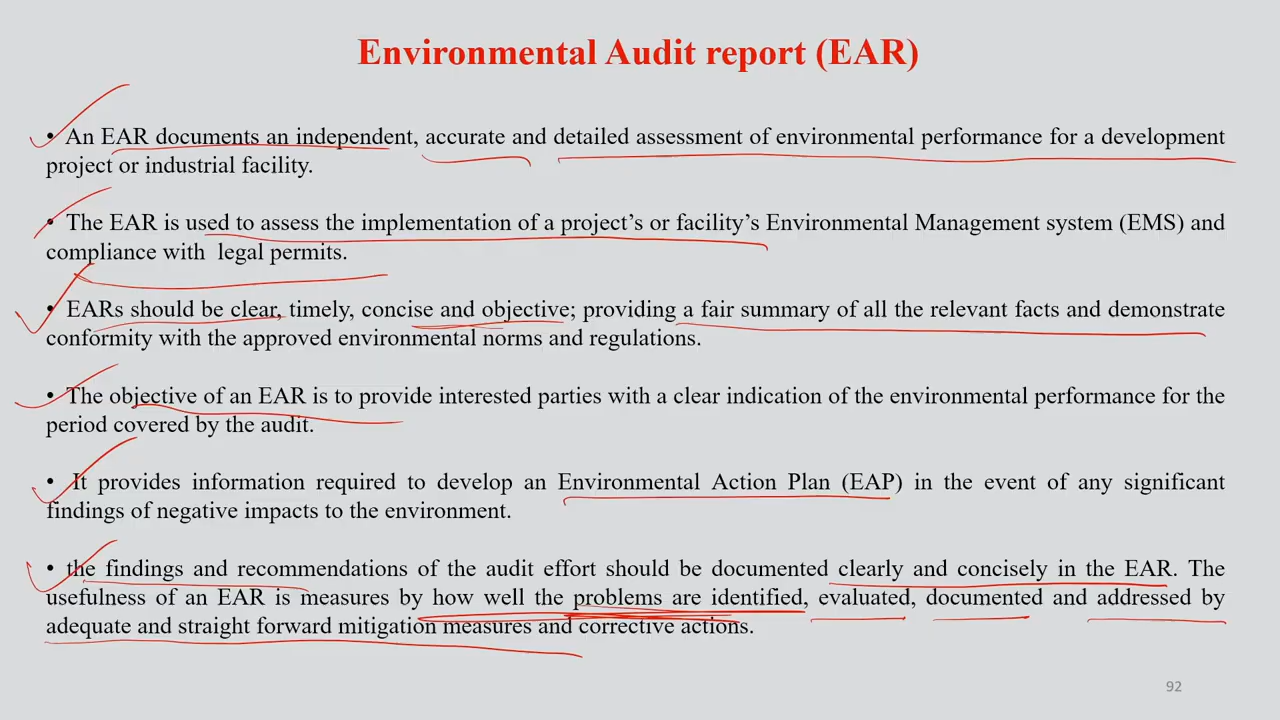 Environmental Audit report (EAR)
• An EAR documents an independent, accurate and detailed assessment of environmental performance for a development
project or industrial facility.
• The EAR is used to assess the implementation of a project’s or facility’s Environmental Management system (EMS) and
compliance with legal permits.
• EARs should be clear, timely, concise and objective; providing a fair summary of all the relevant facts and demonstrate
conformity with the approved environmental norms and regulations.
• The objective of an EAR is to provide interested parties with a clear indication of the environmental performance for the
period covered by the audit.
• It provides information required to develop an Environmental Action Plan (EAP) in the event of any significant
findings of negative impacts to the environment.
• the findings and recommendations of the audit effort should be documented clearly and concisely in the EAR. The
usefulness of an EAR is measures by how well the problems are identified, evaluated, documented and addressed by
adequate and straight forward mitigation measures and corrective actions.
92